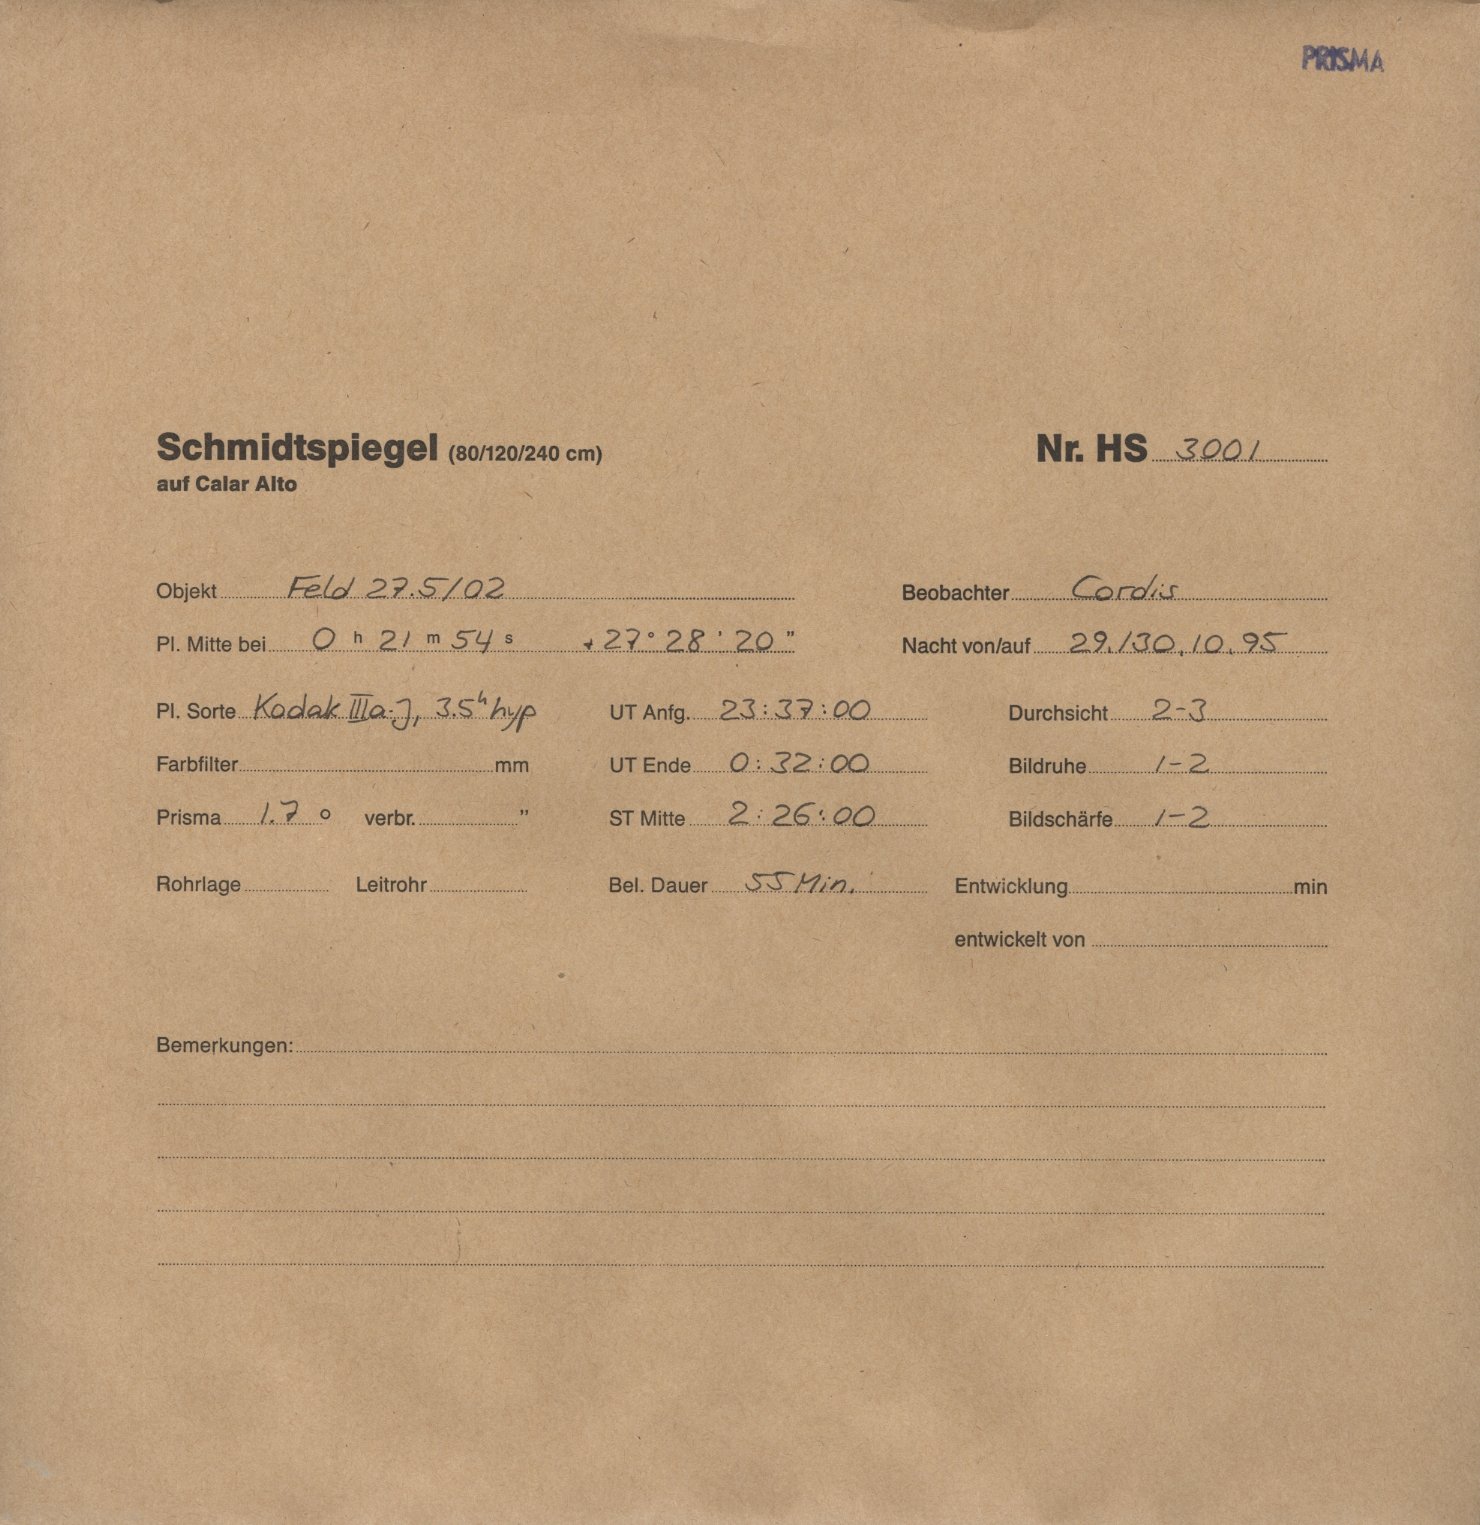 PRISMA
Schmidtspiegel (80/120/240 cm) Nr. HS 3001
auf Calar Alto
Objekt Feld 27.5/02 Beobachter Cordis
Pl. Mitte bei 0 h 21 m 54 s +27° 28' 20" Nacht von/auf 29./30.10.95
Pl. Sorte Kodak IIIa-J, 3.5h hyp UT Anfg. 23:37:00 Durchsicht 2-3
Farbfilter mm UT Ende 0:32:00 Bildruhe 1-2
Prisma 1.7 ° verbr. " ST Mitte 2:26:00 Bildschärfe 1-2
Rohrlage Leitrohr Bel. Dauer 55 Min. Entwicklung min
entwickelt von
Bemerkungen: